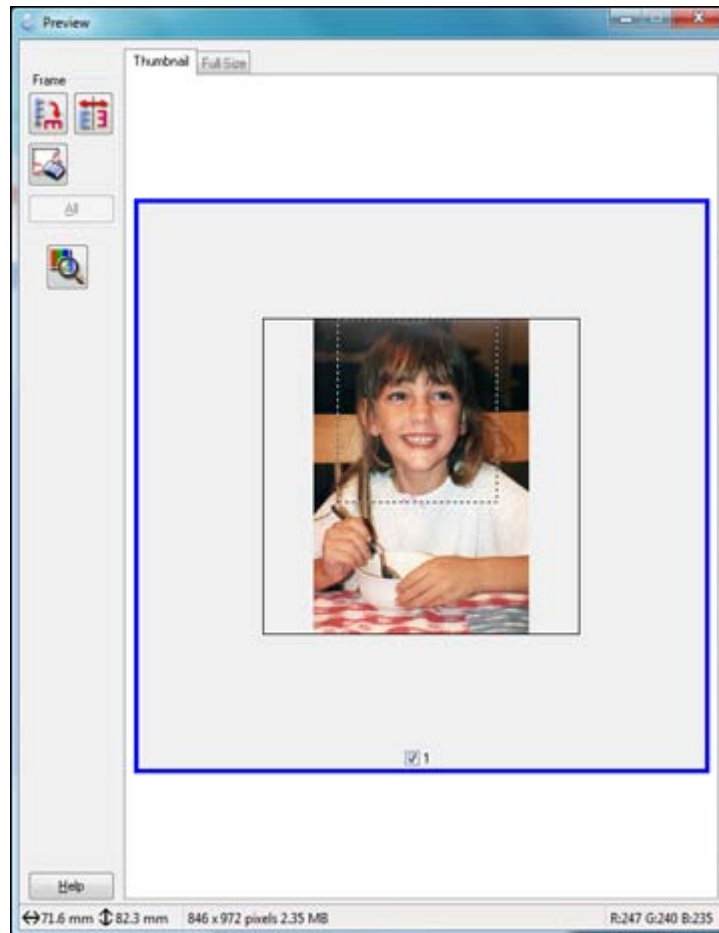 Preview
Thumbnail Full Size
Frame
All
1
Help
71.6 mm 82.3 mm 846 x 972 pixels 2.35 MB R:247 G:240 B:235